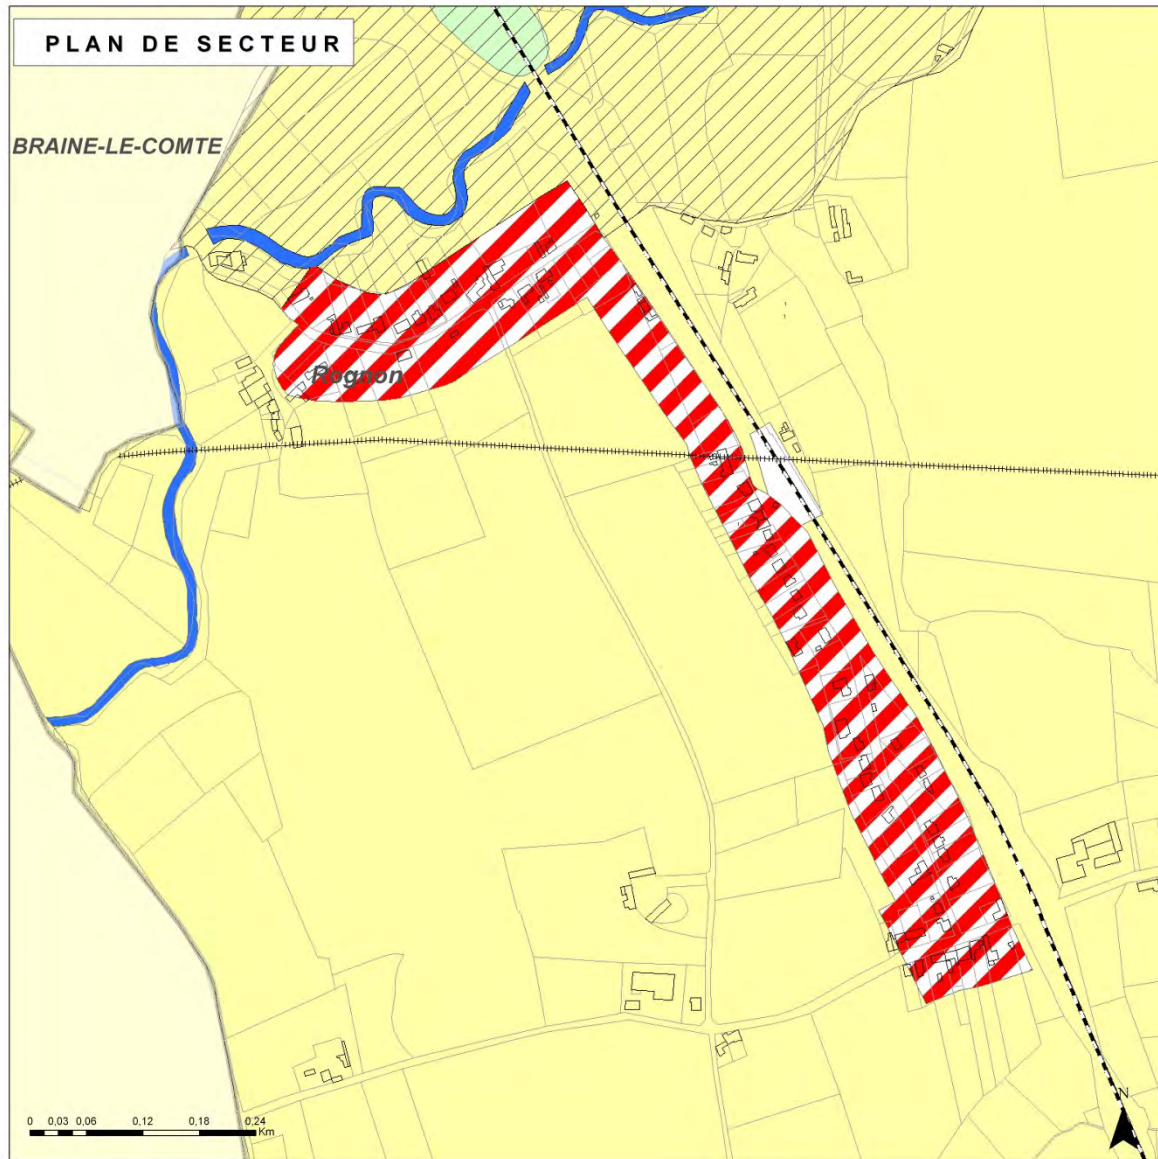 PLAN DE SECTEUR
BRAINE-LE-COMTE
Rognon
N
0 0,03 0,06 0,12 0,18 0,24
Km